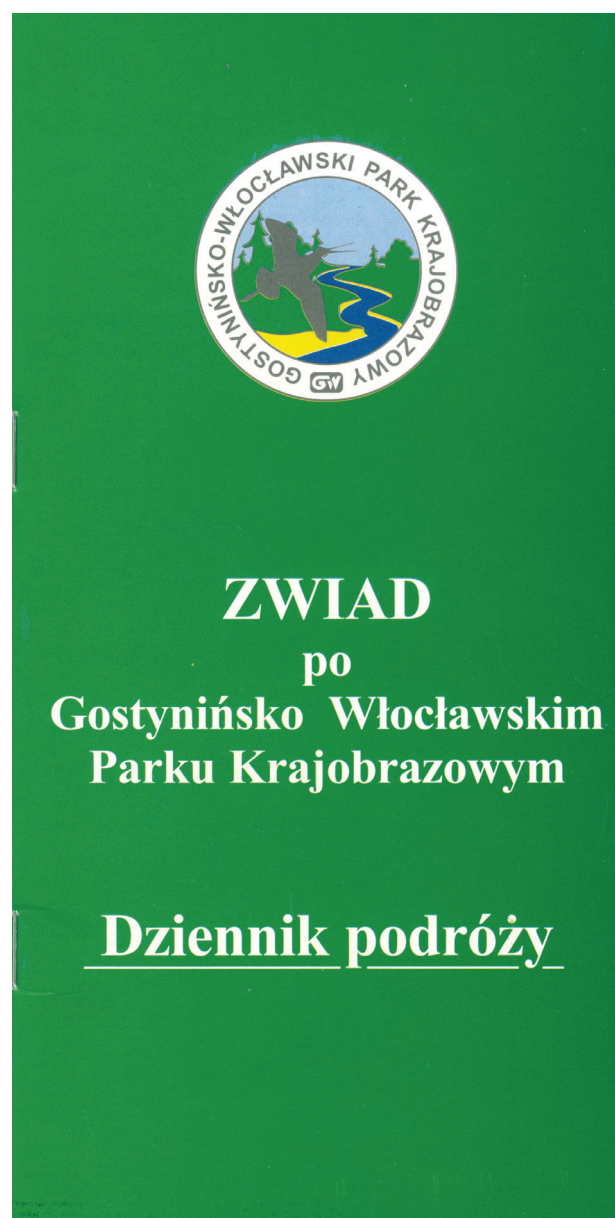 GOSTYNIŃSKO-WŁOCŁAWSKI PARK KRAJOBRAZOWY
GW
ZWIAD
po
Gostynińsko Włocławskim
Parku Krajobrazowym
Dziennik podróży